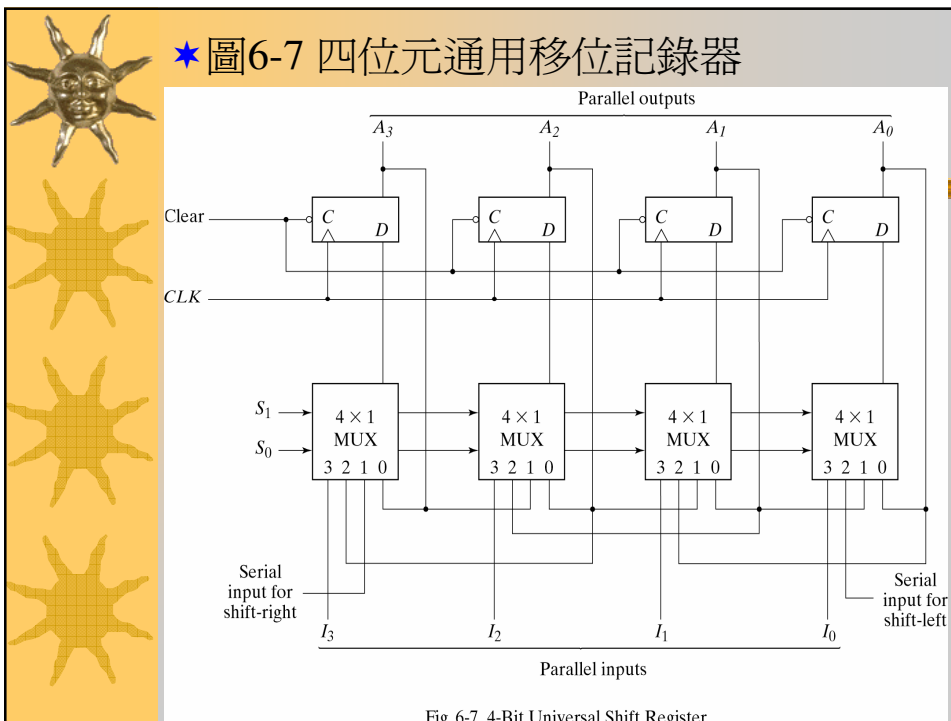 圖6-7 四位元通用移位記錄器
Parallel outputs
A3 A2 A1 A0
Clear
C D C D C D C D
CLK
S1
S0
4 × 1 MUX 4 × 1 MUX 4 × 1 MUX 4 × 1 MUX
3 2 1 0 3 2 1 0 3 2 1 0 3 2 1 0
Serial
input for
shift-right
Serial
input for
shift-left
I3 I2 I1 I0
Parallel inputs
Fig. 6-7 4-Bit Universal Shift Register